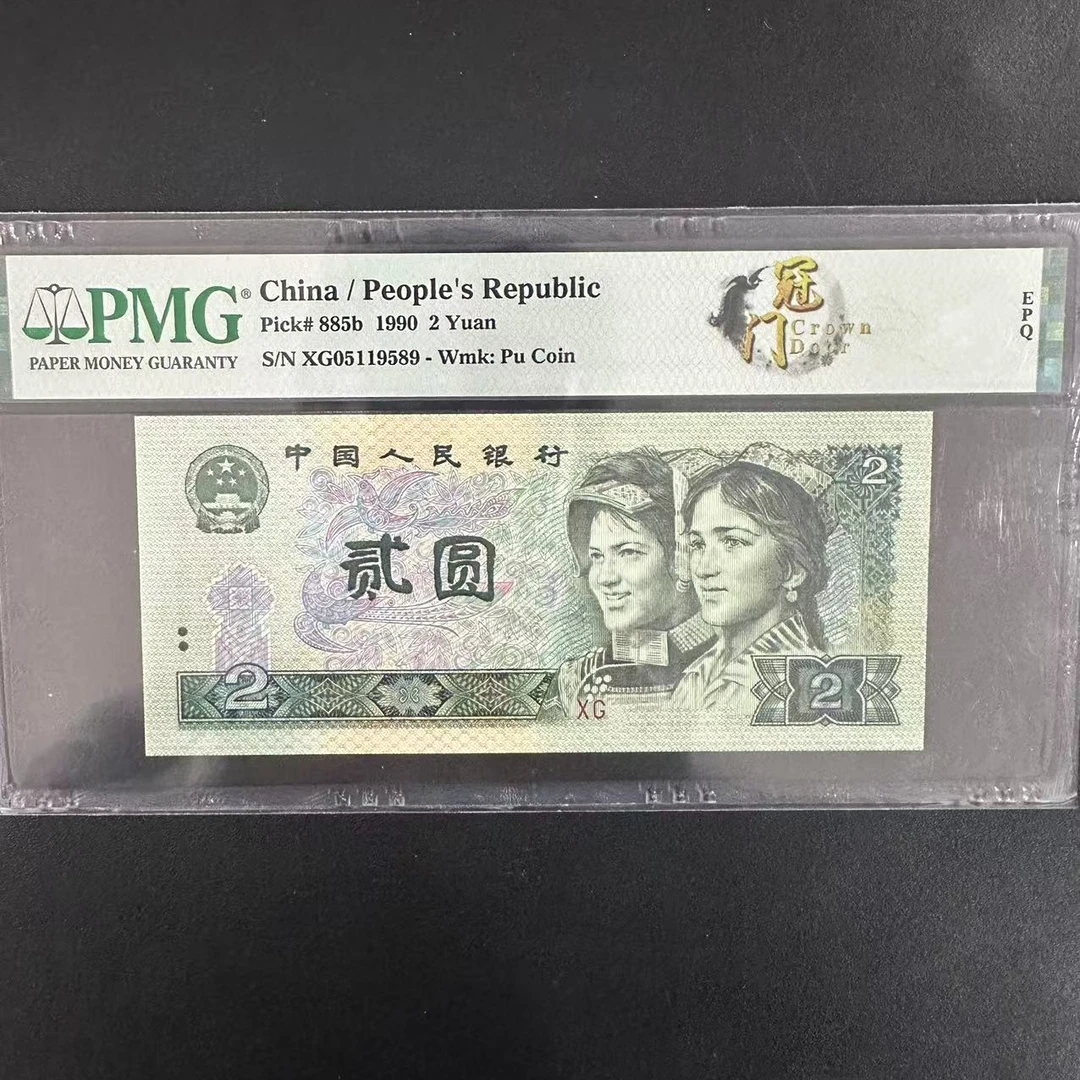 PMG®
PAPER MONEY GUARANTY
China / People's Republic
Pick# 885b 1990 2 Yuan
S/N XG05119589 - Wmk: Pu Coin
冠门
Crown
Door
EPQ
中国人民银行
2
贰圆
2
XG
2